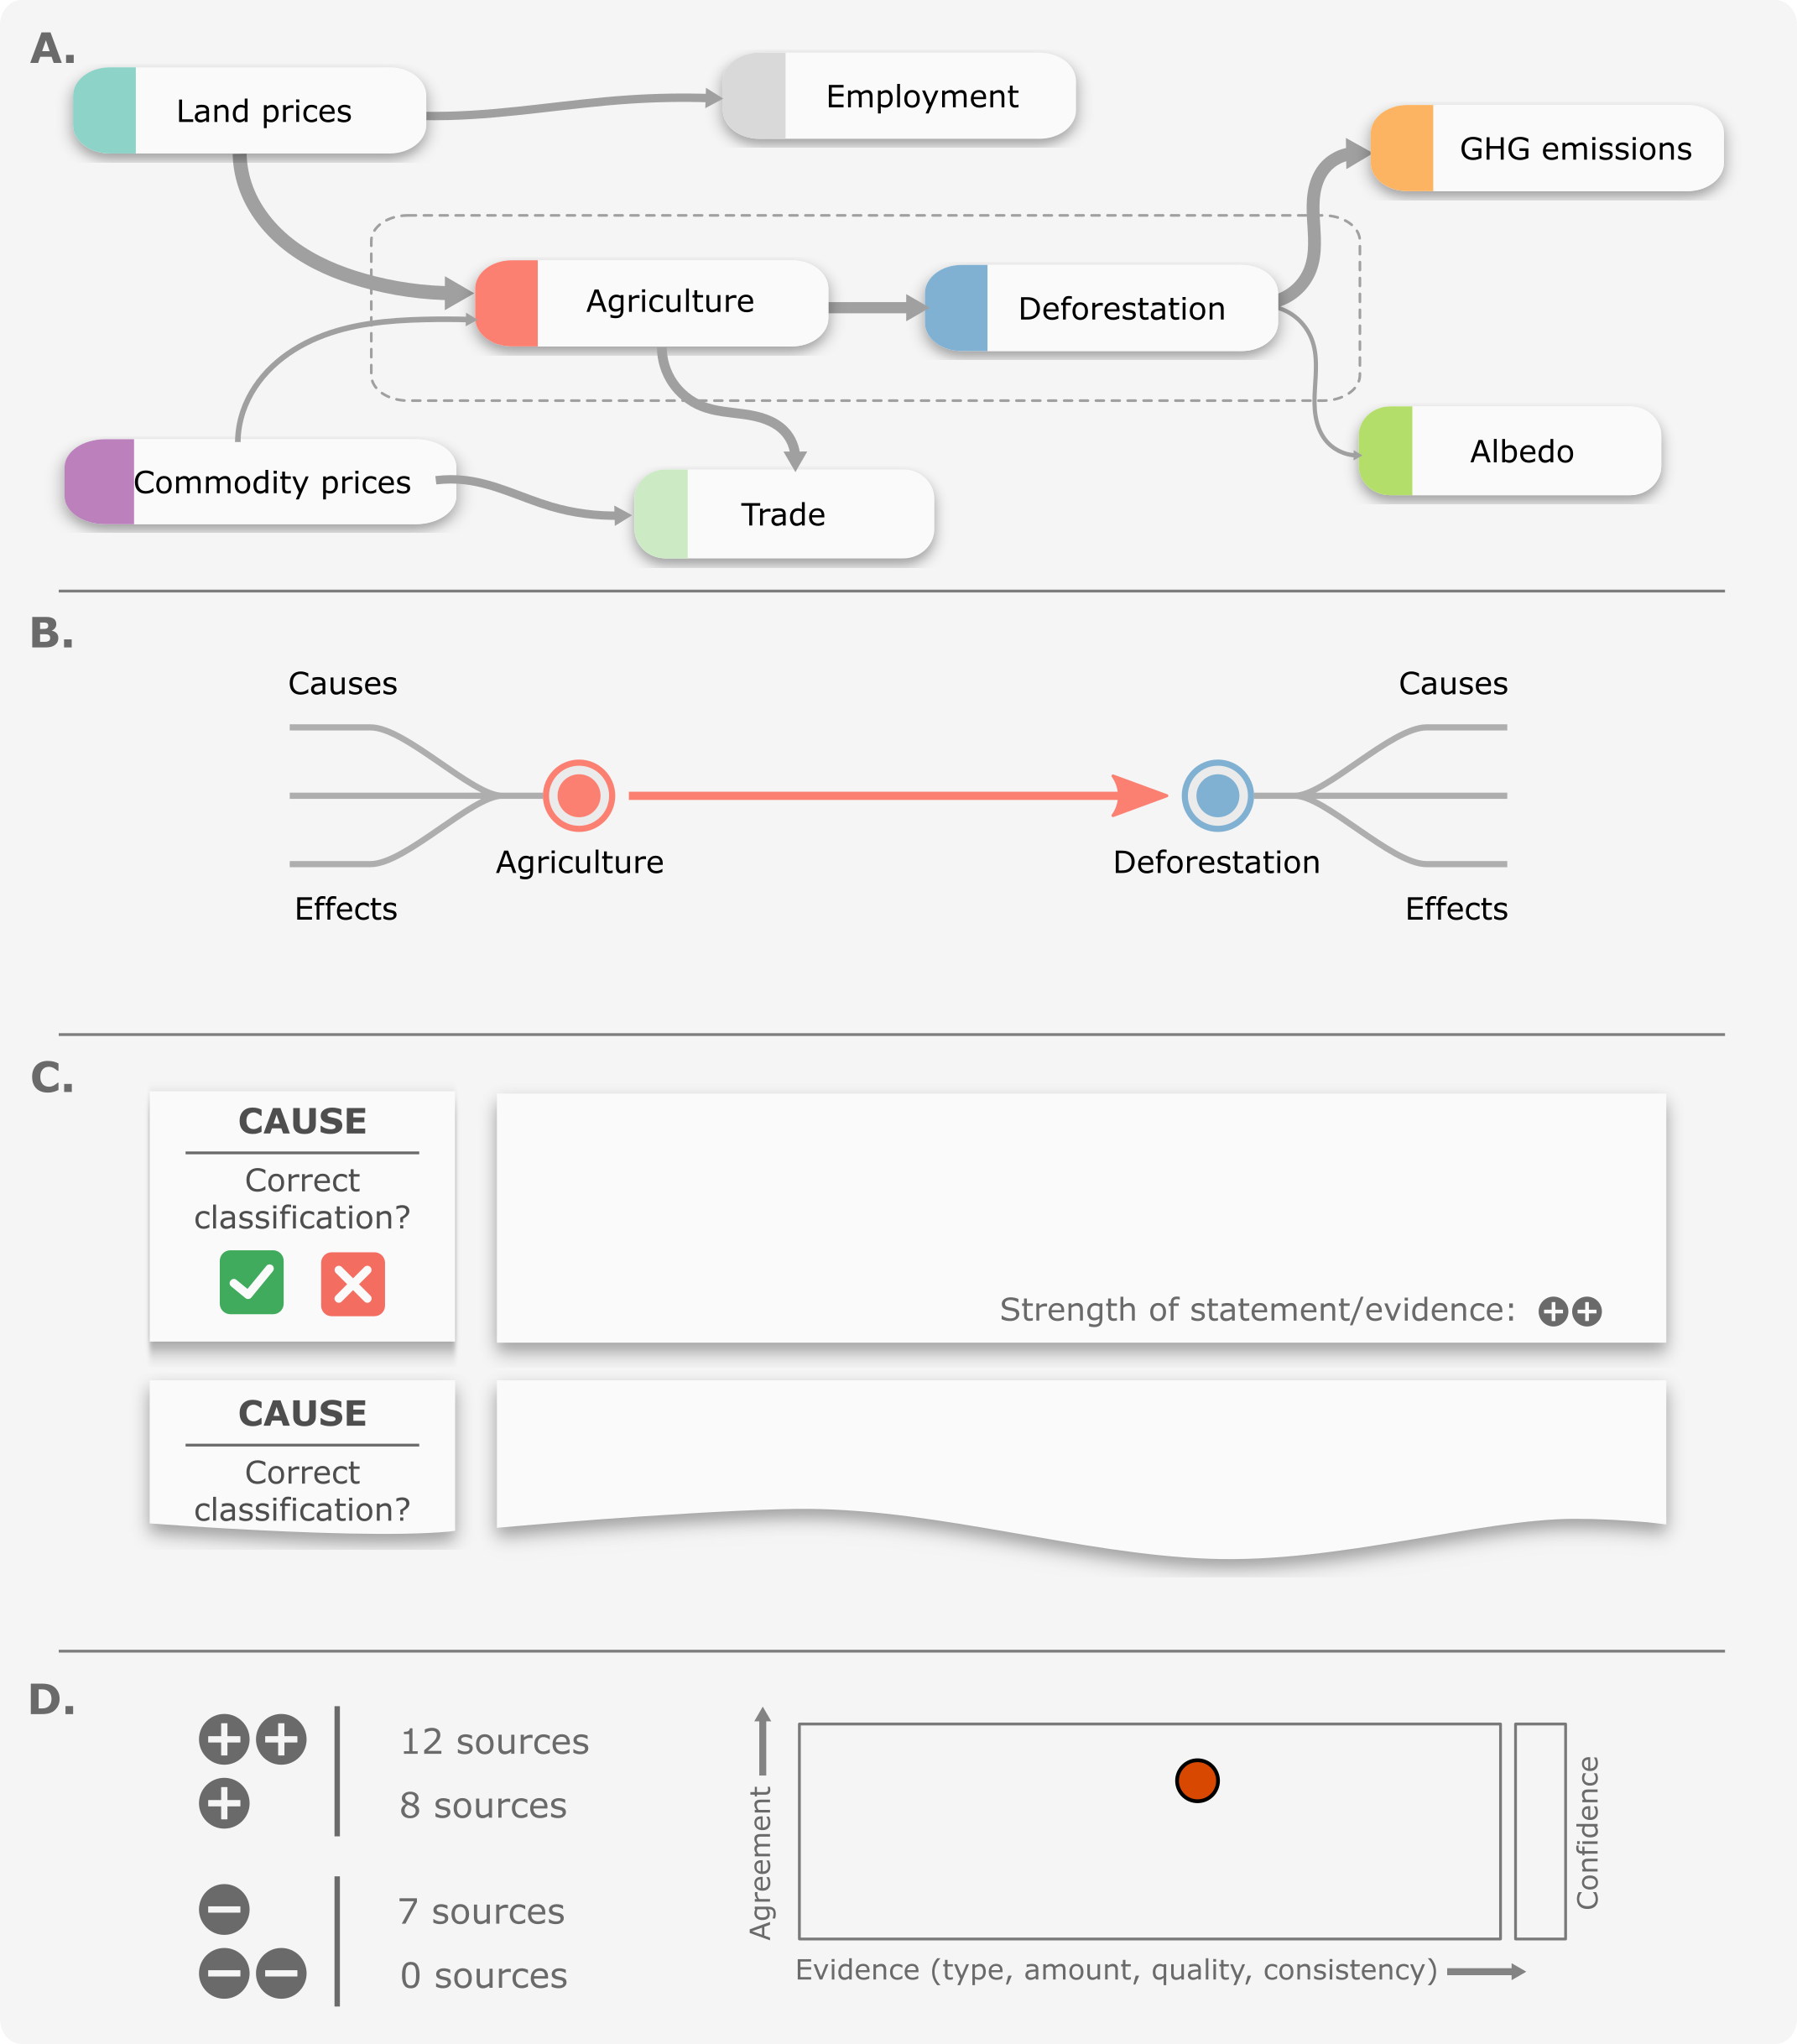 A.
Land prices
Employment
GHG emissions
Agriculture
Deforestation
Commodity prices
Trade
Albedo
B.
Causes
Causes
Agriculture
Deforestation
Effects
Effects
C.
CAUSE
Correct
classification?
Strength of statement/evidence:
CAUSE
Correct
classification?
D.
12 sources
8 sources
7 sources
0 sources
Agreement
Confidence
Evidence (type, amount, quality, consistency)